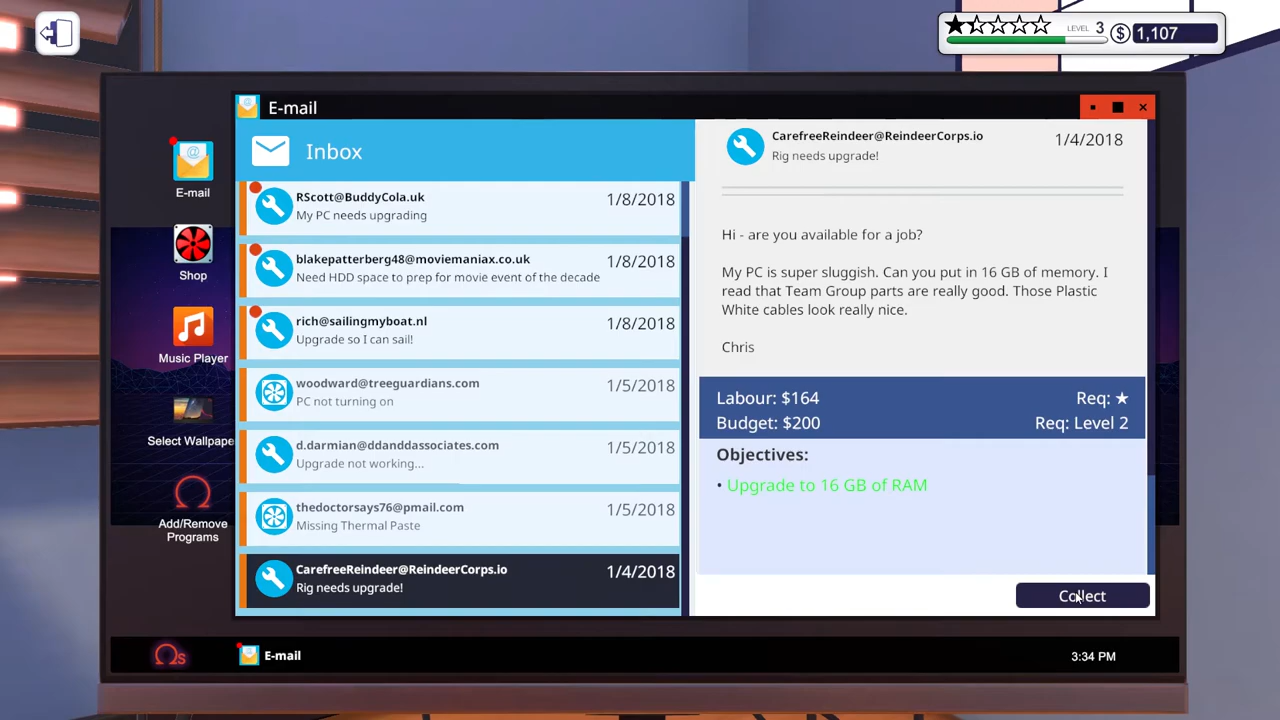 LEVEL 3
$ 1,107
E-mail
E-mail
Shop
Music Player
Select Wallpape
Add/Remove
Programs
Inbox
RScott@BuddyCola.uk 1/8/2018
My PC needs upgrading
blakepatterberg48@moviemaniax.co.uk 1/8/2018
Need HDD space to prep for movie event of the decade
rich@sailingmyboat.nl 1/8/2018
Upgrade so I can sail!
woodward@treeguardians.com 1/5/2018
PC not turning on
d.darmian@ddanddassociates.com 1/5/2018
Upgrade not working...
thedoctorsays76@pmail.com 1/5/2018
Missing Thermal Paste
CarefreeReindeer@ReindeerCorps.io 1/4/2018
Rig needs upgrade!
CarefreeReindeer@ReindeerCorps.io 1/4/2018
Rig needs upgrade!
Hi - are you available for a job?
My PC is super sluggish. Can you put in 16 GB of memory. I
read that Team Group parts are really good. Those Plastic
White cables look really nice.
Chris
Labour: $164 Req: ★
Budget: $200 Req: Level 2
Objectives:
• Upgrade to 16 GB of RAM
Collect
Ωs E-mail 3:34 PM